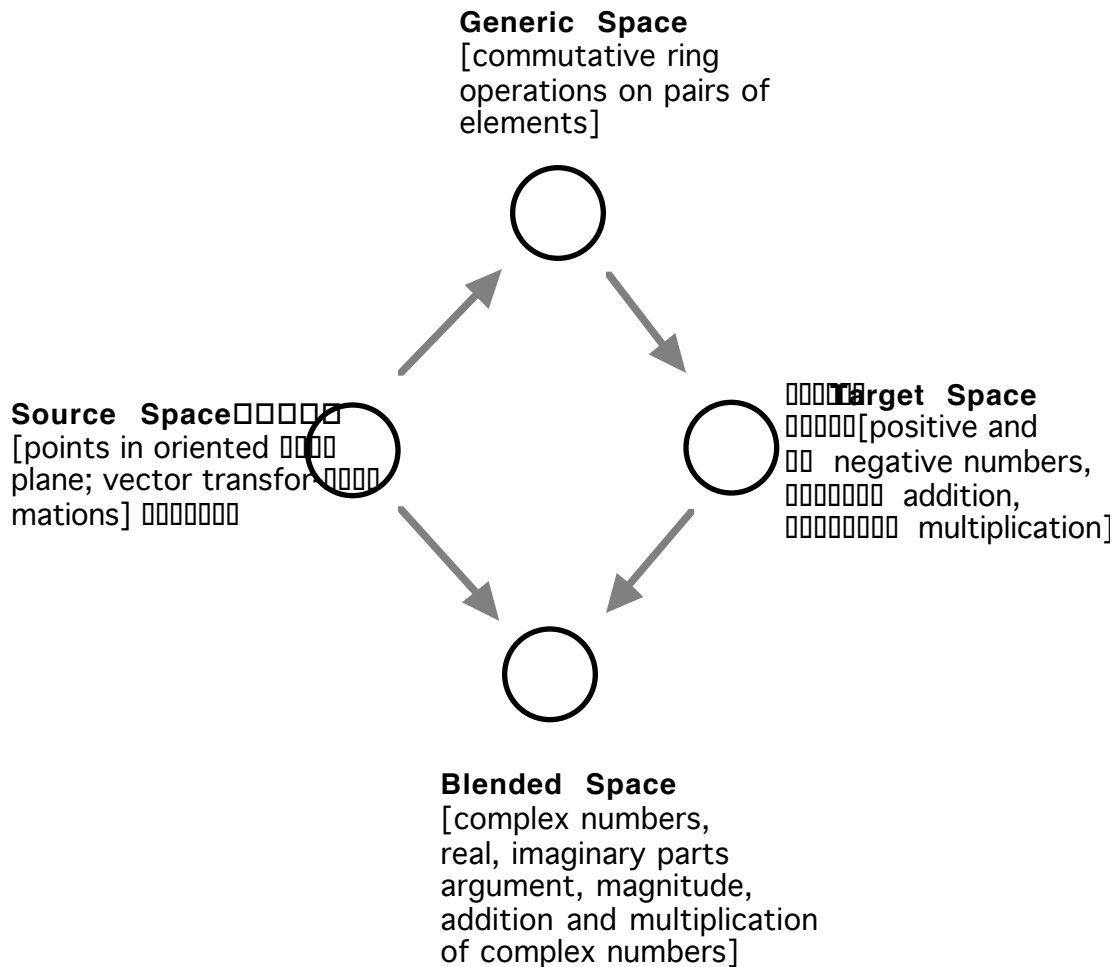 Generic Space
[commutative ring
operations on pairs of
elements]
Source Space□□□□□
[points in oriented □□□□
plane; vector transfor-□□□□
mations] □□□□□□□
□□□□□□Target Space
□□□□□[positive and
□□ negative numbers,
□□□□□□□ addition,
□□□□□□□□ multiplication]
Blended Space
[complex numbers,
real, imaginary parts
argument, magnitude,
addition and multiplication
of complex numbers]